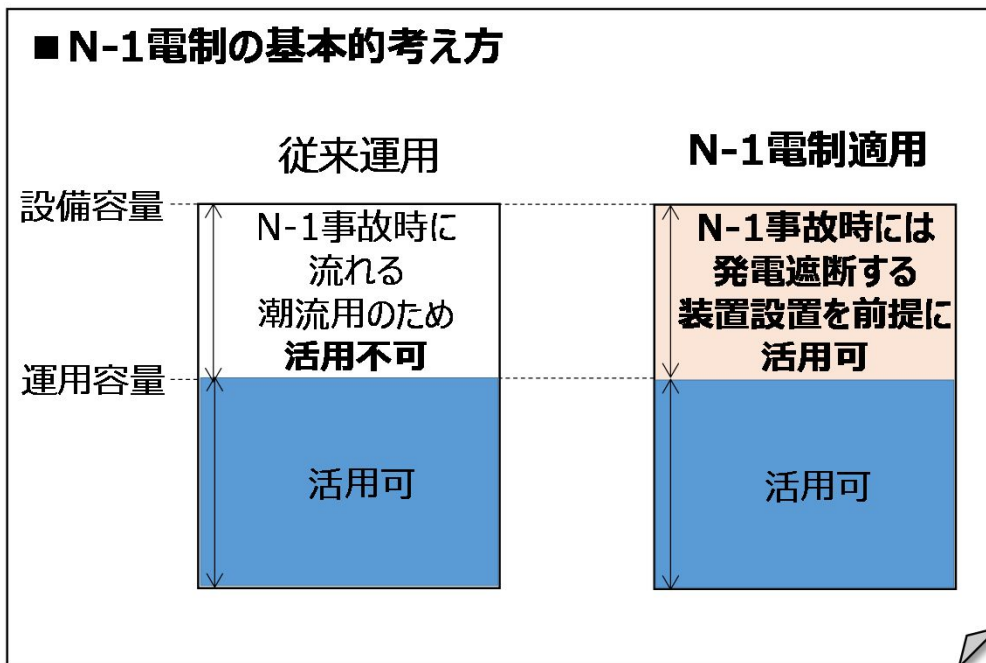 ■N-1電制の基本的考え方
従来運用
N-1電制適用
設備容量
N-1事故時に
流れる
潮流用のため
活用不可
N-1事故時には
発電遮断する
装置設置を前提に
活用可
運用容量
活用可
活用可